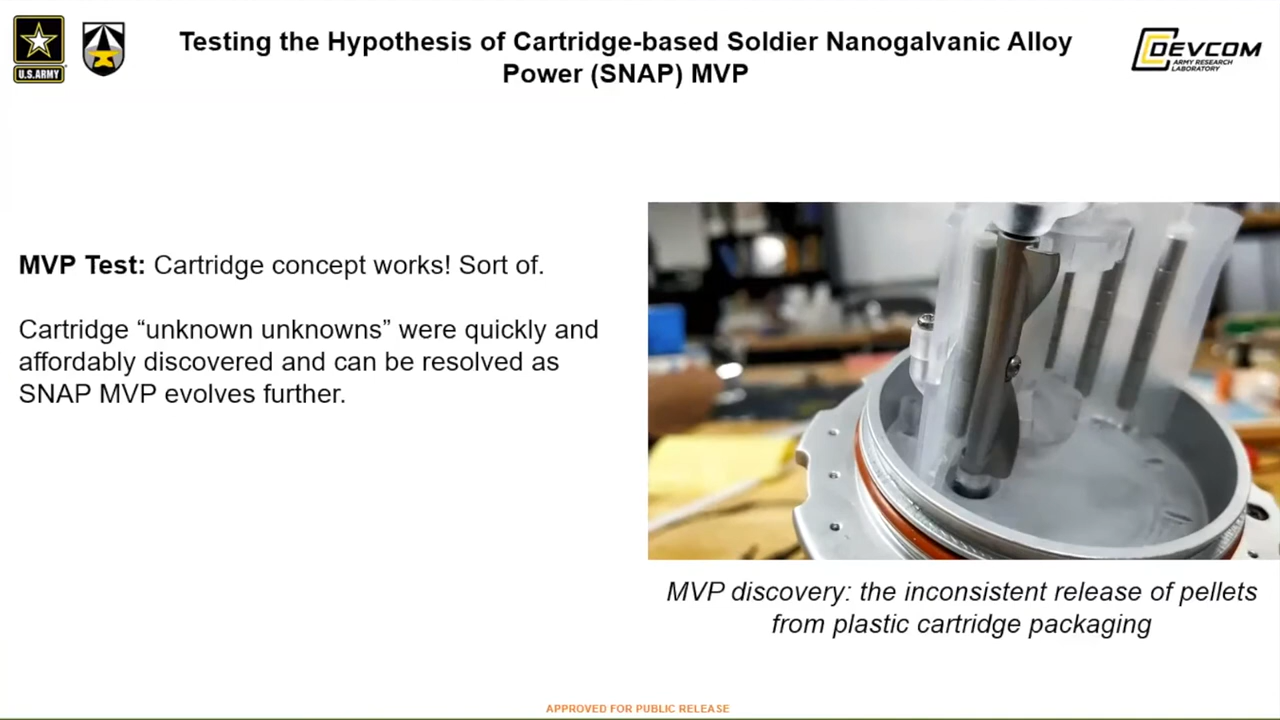 U.S.ARMY
Testing the Hypothesis of Cartridge-based Soldier Nanogalvanic Alloy
Power (SNAP) MVP
DEVCOM
ARMY RESEARCH
LABORATORY
MVP Test: Cartridge concept works! Sort of.
Cartridge “unknown unknowns” were quickly and
affordably discovered and can be resolved as
SNAP MVP evolves further.
MVP discovery: the inconsistent release of pellets
from plastic cartridge packaging
APPROVED FOR PUBLIC RELEASE